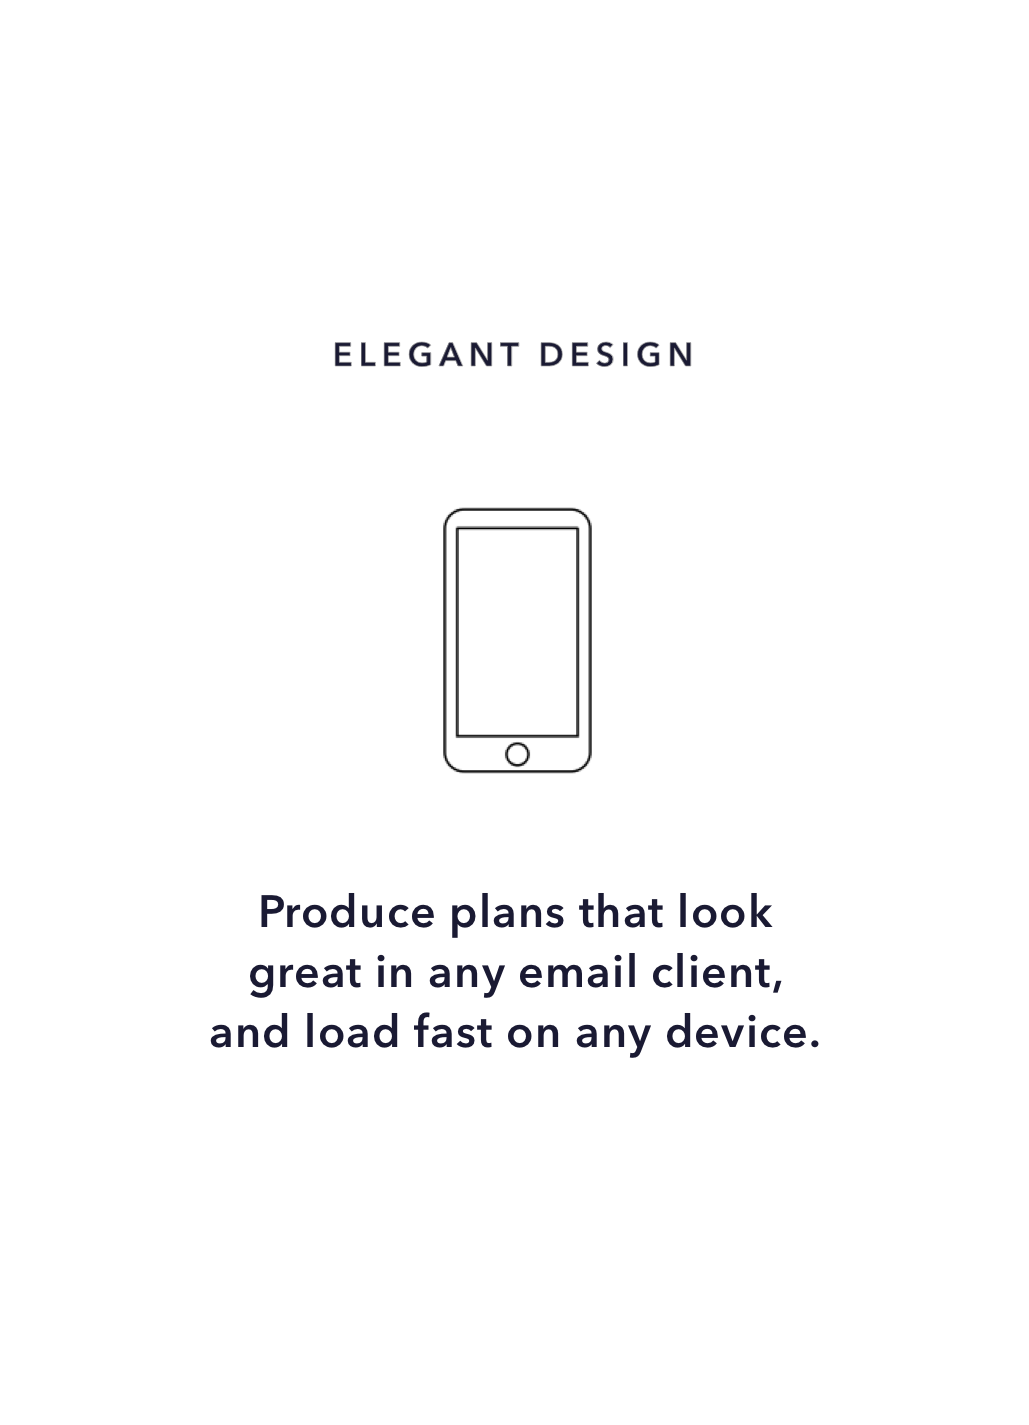 ELEGANT DESIGN
Produce plans that look
great in any email client,
and load fast on any device.